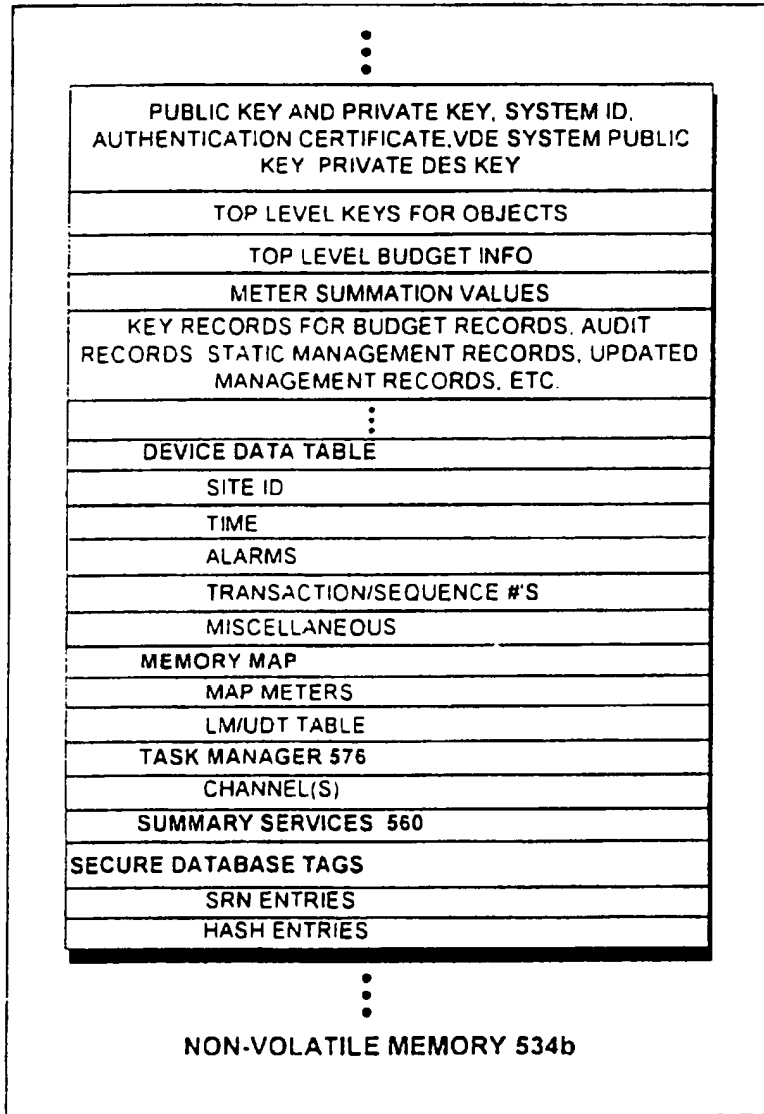 PUBLIC KEY AND PRIVATE KEY, SYSTEM ID,
AUTHENTICATION CERTIFICATE,VDE SYSTEM PUBLIC
KEY PRIVATE DES KEY
TOP LEVEL KEYS FOR OBJECTS
TOP LEVEL BUDGET INFO
METER SUMMATION VALUES
KEY RECORDS FOR BUDGET RECORDS, AUDIT
RECORDS STATIC MANAGEMENT RECORDS, UPDATED
MANAGEMENT RECORDS, ETC.
DEVICE DATA TABLE
SITE ID
TIME
ALARMS
TRANSACTION/SEQUENCE #'S
MISCELLANEOUS
MEMORY MAP
MAP METERS
LM/UDT TABLE
TASK MANAGER 576
CHANNEL(S)
SUMMARY SERVICES 560
SECURE DATABASE TAGS
SRN ENTRIES
HASH ENTRIES
NON-VOLATILE MEMORY 534b